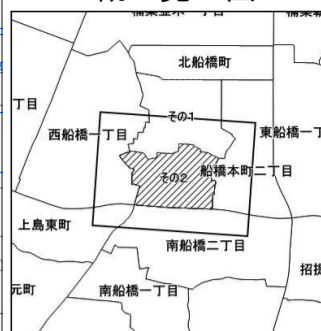 北船橋町
丁目
その1
西船橋一丁目
東船橋一丁
船橋本町二丁目
その2
上島東町
南船橋二丁目
招提
元町
南船橋一丁目